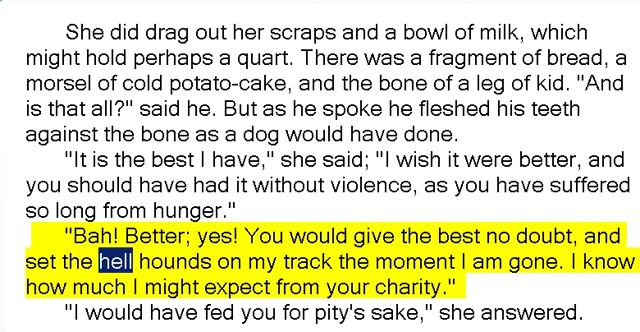 She did drag out her scraps and a bowl of milk, which
might hold perhaps a quart. There was a fragment of bread, a
morsel of cold potato-cake, and the bone of a leg of kid. "And
is that all?" said he. But as he spoke he fleshed his teeth
against the bone as a dog would have done.
"It is the best I have," she said; "I wish it were better, and
you should have had it without violence, as you have suffered
so long from hunger."
"Bah! Better; yes! You would give the best no doubt, and
set the hell hounds on my track the moment I am gone. I know
how much I might expect from your charity."
"I would have fed you for pity's sake," she answered.